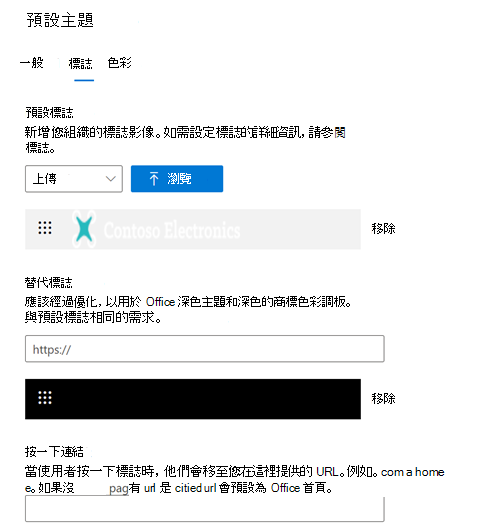 預設主題
一般 標誌 色彩
預設標誌
新增您組織的標誌影像。如需設定標誌的詳細資訊,請參閱
標誌。
上傳 瀏覽
Contoso Electronics 移除
替代標誌
應該經過優化,以用於 Office 深色主題和深色的商標色彩調板。
與預設標誌相同的需求。
https://
移除
按一下連結
當使用者按一下標誌時,他們會移至您在這裡提供的 URL。例如。com a home
e。如果沒 pag有 url 是 citied url 會預設為 Office 首頁。